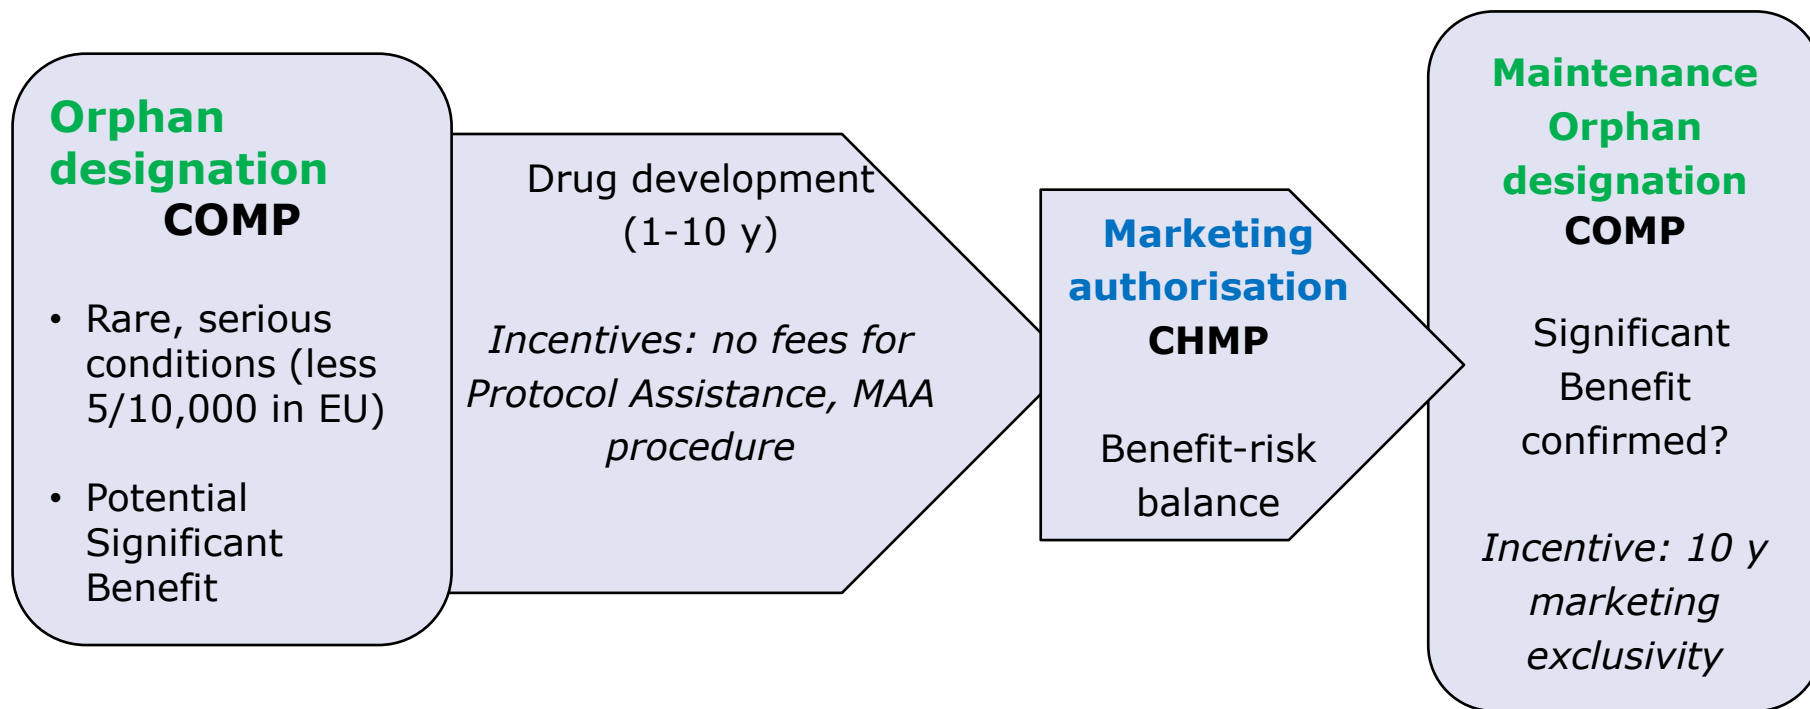 Orphan
designation
COMP
• Rare, serious
conditions (less
5/10,000 in EU)
• Potential
Significant
Benefit
Drug development
(1-10 y)
Incentives: no fees for
Protocol Assistance, MAA
procedure
Marketing
authorisation
CHMP
Benefit-risk
balance
Maintenance
Orphan
designation
COMP
Significant
Benefit
confirmed?
Incentive: 10 y
marketing
exclusivity